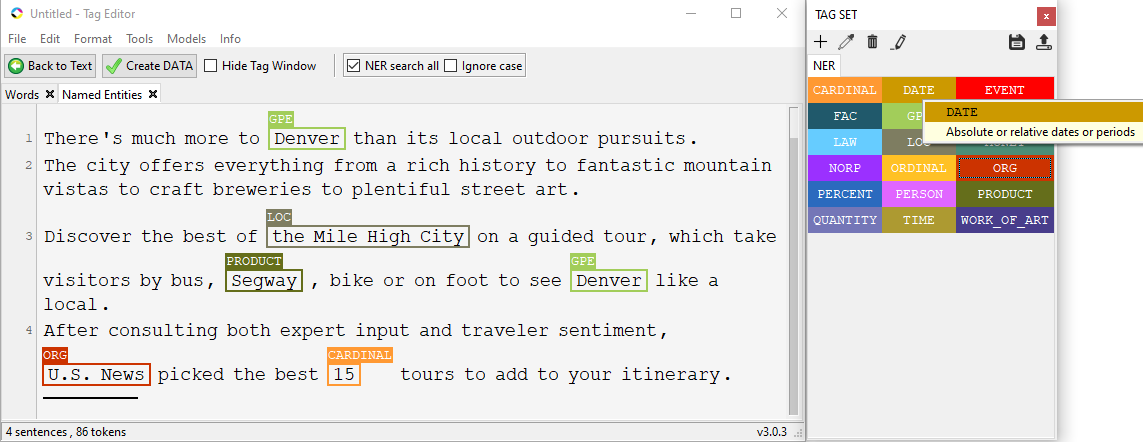 Untitled - Tag Editor
File Edit Format Tools Models Info
Back to Text Create DATA Hide Tag Window NER search all Ignore case
Words Named Entities
GPE
1 There's much more to Denver than its local outdoor pursuits.
2 The city offers everything from a rich history to fantastic mountain
vistas to craft breweries to plentiful street art.
LOC
3 Discover the best of the Mile High City on a guided tour, which take
PRODUCT GPE
visitors by bus, Segway , bike or on foot to see Denver like a
local.
4 After consulting both expert input and traveler sentiment,
ORG CARDINAL
U.S. News picked the best 15 tours to add to your itinerary.
4 sentences , 86 tokens v3.0.3
TAG SET
NER
CARDINAL DATE EVENT
FAC
DATE
Absolute or relative dates or periods
LAW LOC
NORP ORDINAL ORG
PERCENT PERSON PRODUCT
QUANTITY TIME WORK_OF_ART